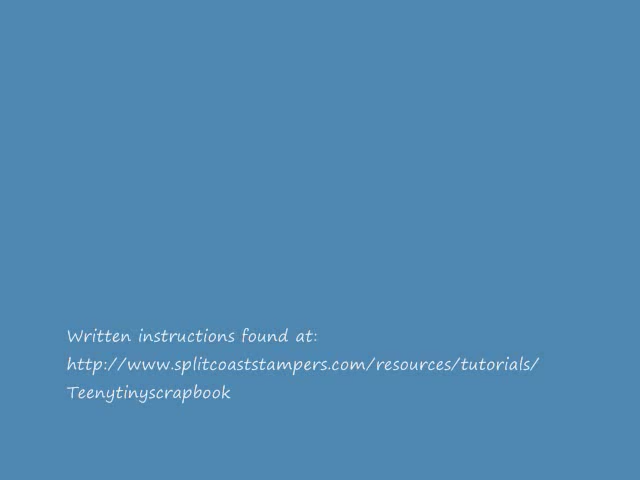 Written instructions found at:
http://www.splitcoaststampers.com/resources/tutorials/
Teenytinyscrapbook